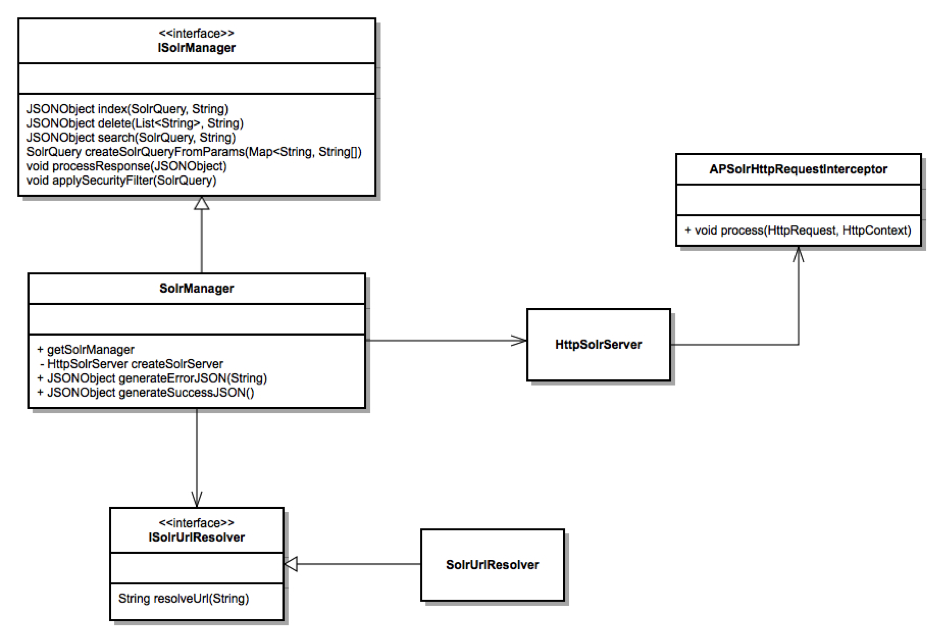 <<interface>>
ISolrManager
JSONObject index(SolrQuery, String)
JSONObject delete(List<String>, String)
JSONObject search(SolrQuery, String)
SolrQuery createSolrQueryFromParams(Map<String, String[])
void processResponse(JSONObject)
void applySecurityFilter(SolrQuery)
APSolrHttpRequestInterceptor
+ void process(HttpRequest, HttpContext)
SolrManager
+ getSolrManager
- HttpSolrServer createSolrServer
+ JSONObject generateErrorJSON(String)
+ JSONObject generateSuccessJSON()
HttpSolrServer
<<interface>>
ISolrUrlResolver
String resolveUrl(String)
SolrUrlResolver